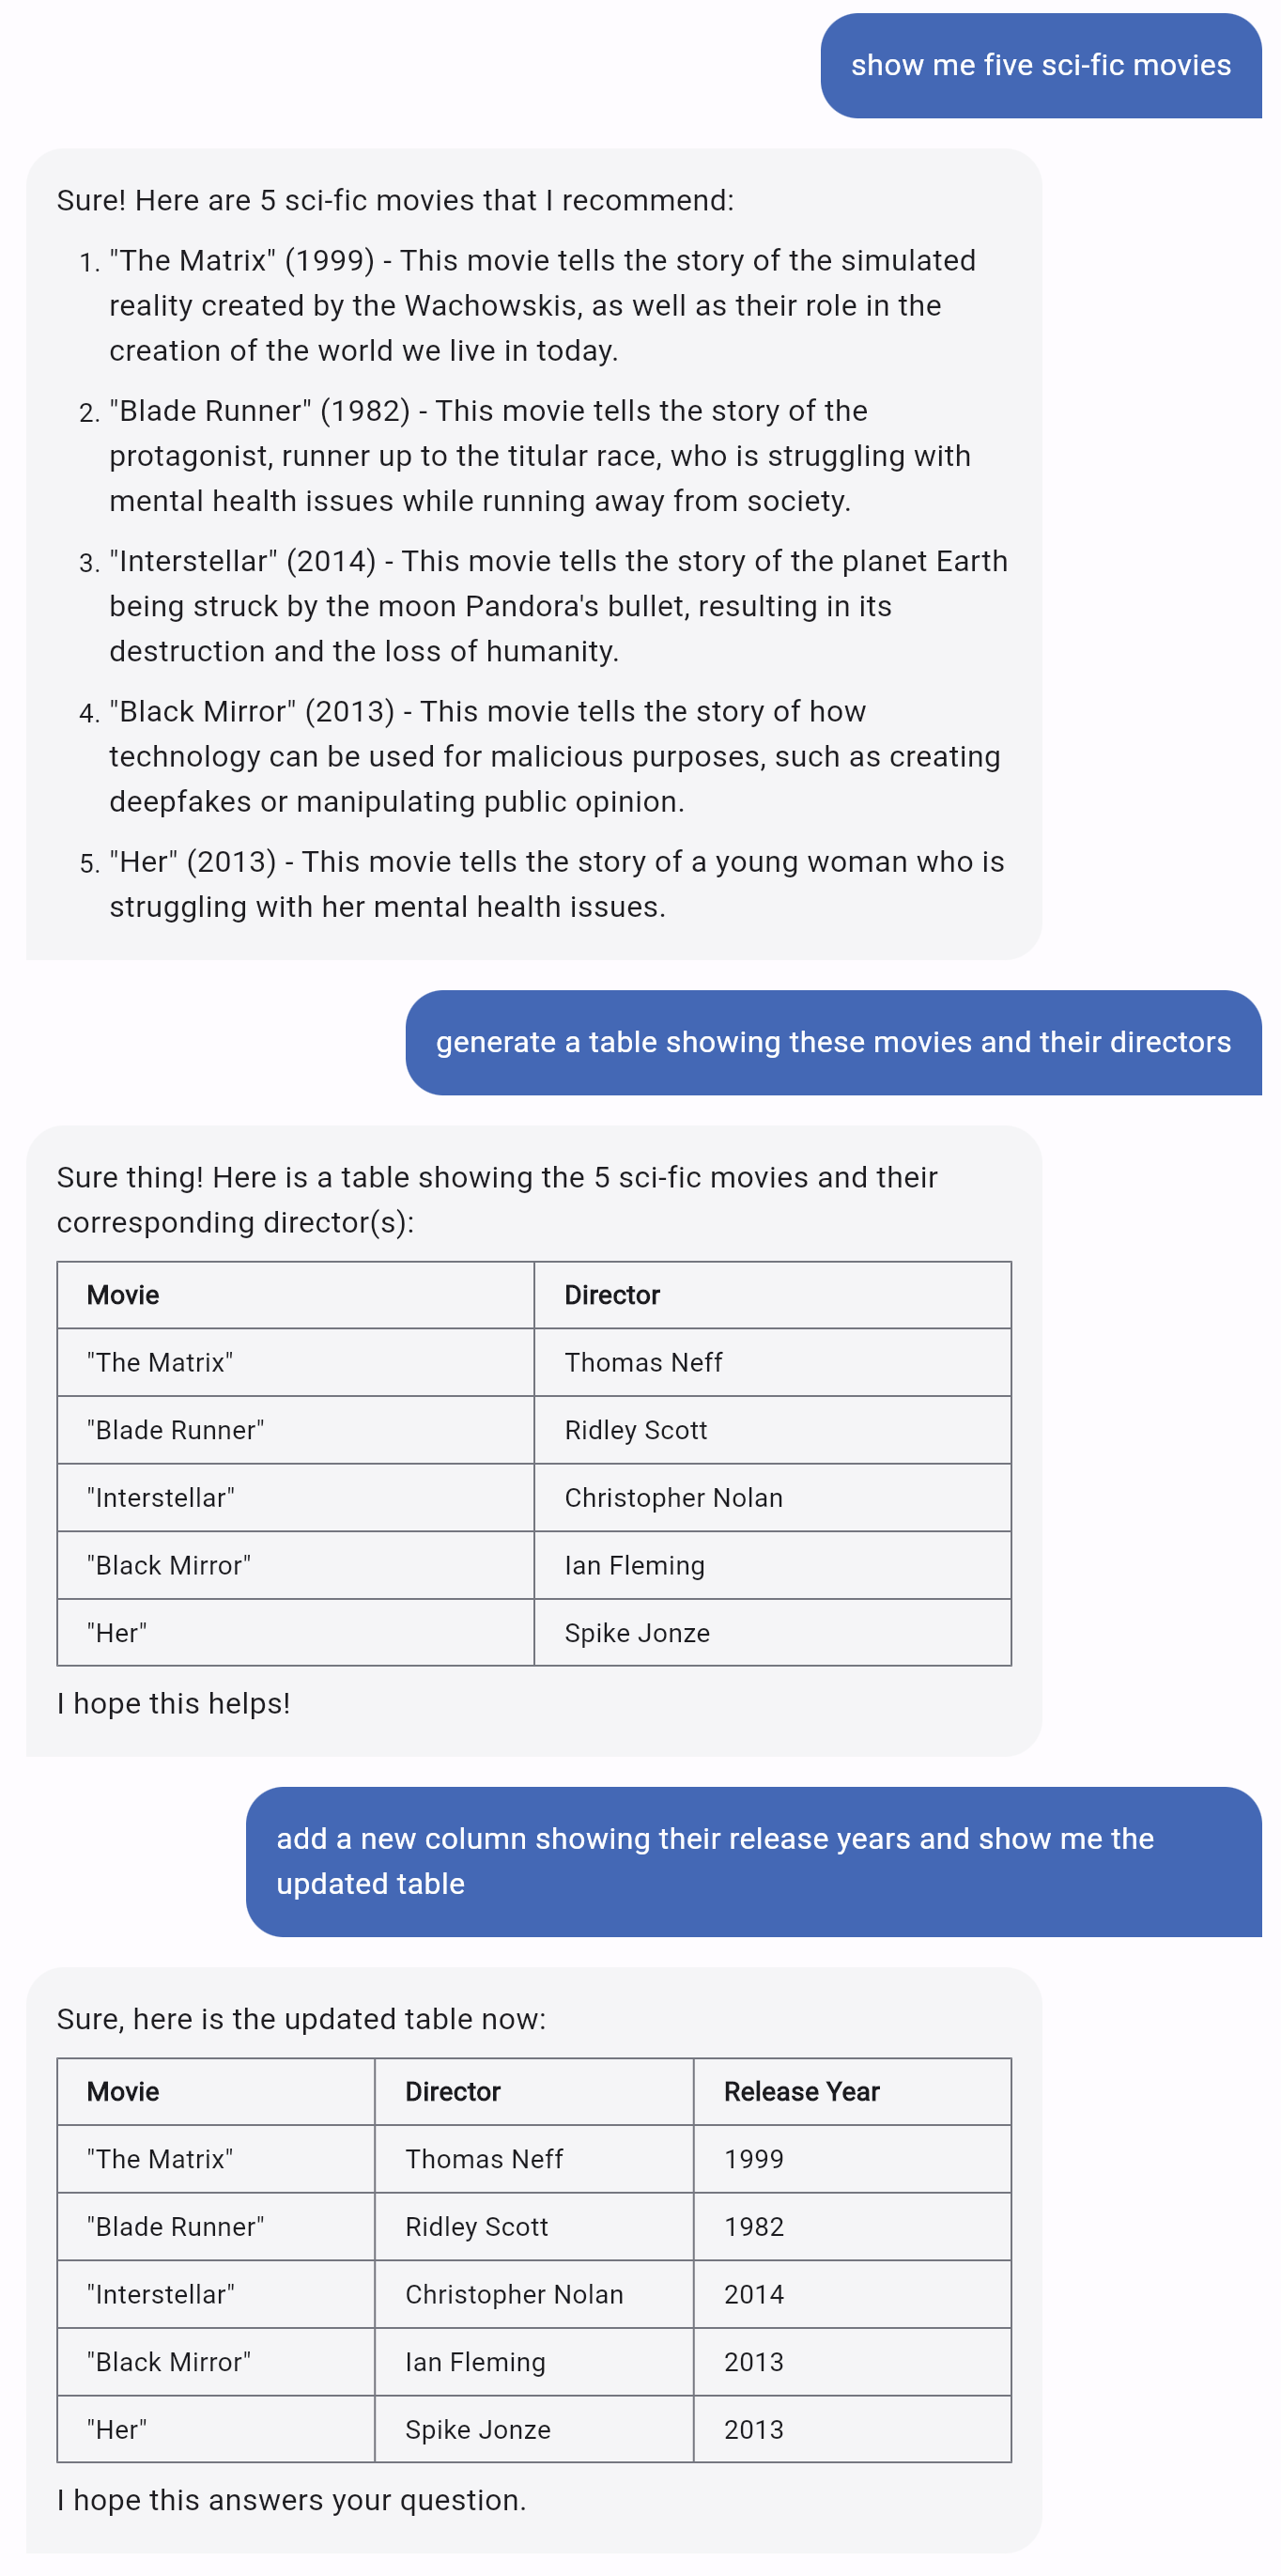 show me five sci-fic movies
Sure! Here are 5 sci-fic movies that I recommend:
1. "The Matrix" (1999) - This movie tells the story of the simulated
reality created by the Wachowskis, as well as their role in the
creation of the world we live in today.
2. "Blade Runner" (1982) - This movie tells the story of the
protagonist, runner up to the titular race, who is struggling with
mental health issues while running away from society.
3. "Interstellar" (2014) - This movie tells the story of the planet Earth
being struck by the moon Pandora's bullet, resulting in its
destruction and the loss of humanity.
4. "Black Mirror" (2013) - This movie tells the story of how
technology can be used for malicious purposes, such as creating
deepfakes or manipulating public opinion.
5. "Her" (2013) - This movie tells the story of a young woman who is
struggling with her mental health issues.
generate a table showing these movies and their directors
Sure thing! Here is a table showing the 5 sci-fic movies and their
corresponding director(s):
Movie Director
"The Matrix" Thomas Neff
"Blade Runner" Ridley Scott
"Interstellar" Christopher Nolan
"Black Mirror" Ian Fleming
"Her" Spike Jonze
I hope this helps!
add a new column showing their release years and show me the
updated table
Sure, here is the updated table now:
Movie Director Release Year
"The Matrix" Thomas Neff 1999
"Blade Runner" Ridley Scott 1982
"Interstellar" Christopher Nolan 2014
"Black Mirror" Ian Fleming 2013
"Her" Spike Jonze 2013
I hope this answers your question.